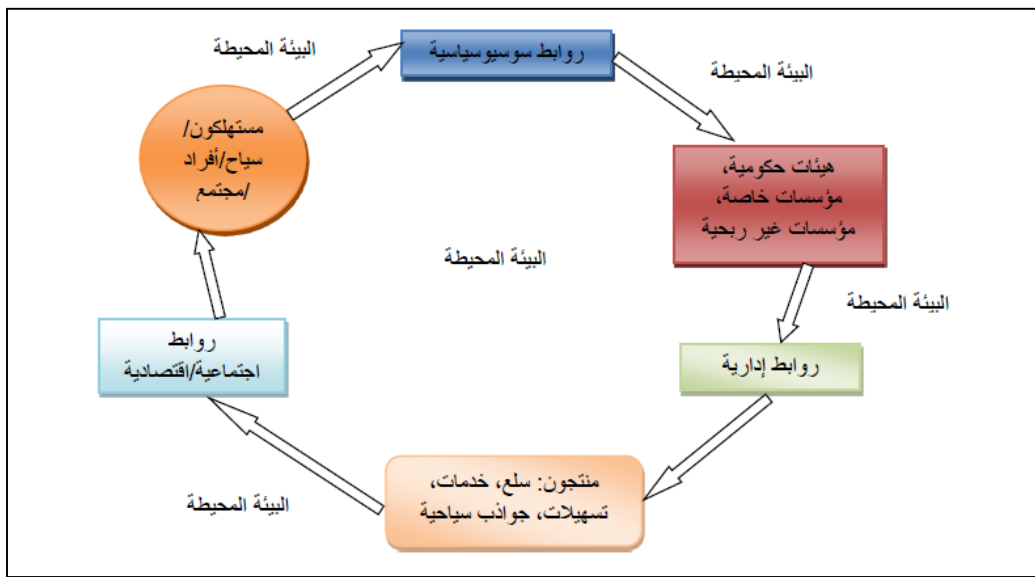 البيئة المحيطة
روابط سوسيوسياسية
البيئة المحيطة
مستهلكون/
سياح/أفراد
/مجتمع
هيئات حكومية،
مؤسسات خاصة،
مؤسسات غير ربحية
البيئة المحيطة
البيئة المحيطة
روابط
اجتماعية/اقتصادية
روابط إدارية
منتجون: سلع، خدمات،
تسهيلات، جواذب سياحية
البيئة المحيطة